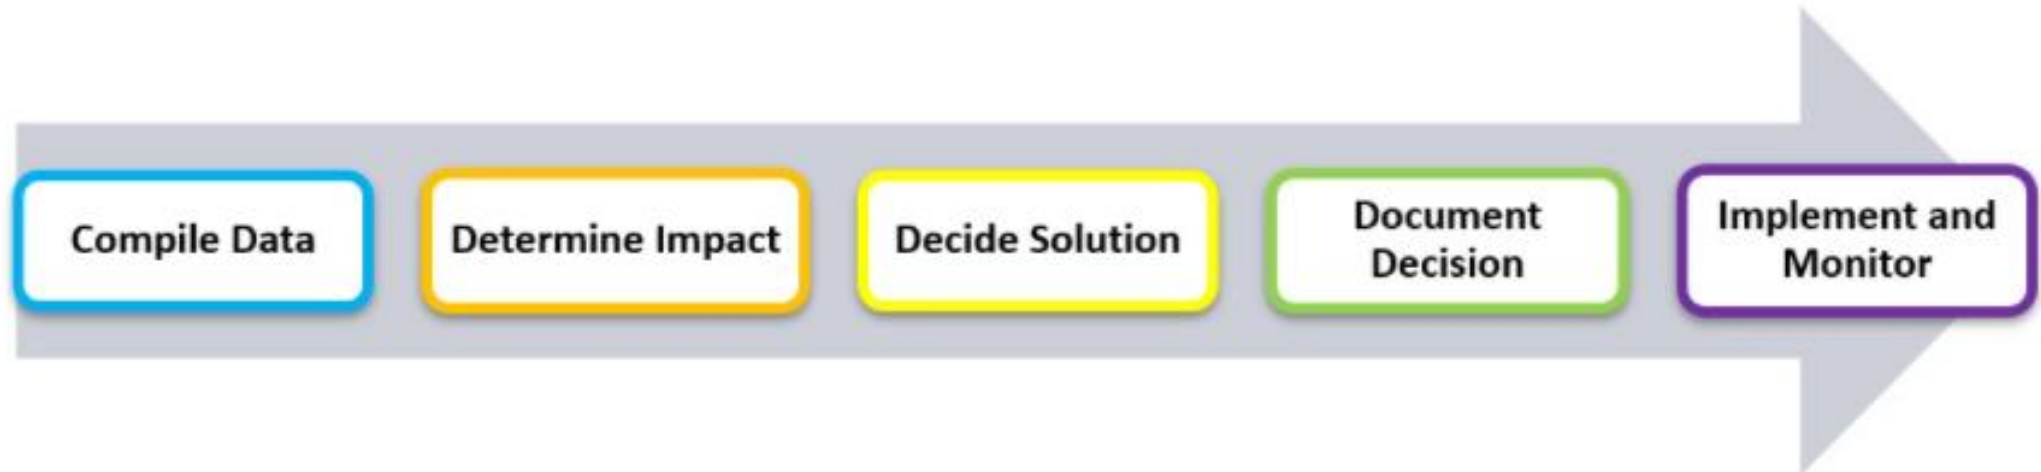 Compile Data
Determine Impact
Decide Solution
Document
Decision
Implement and
Monitor